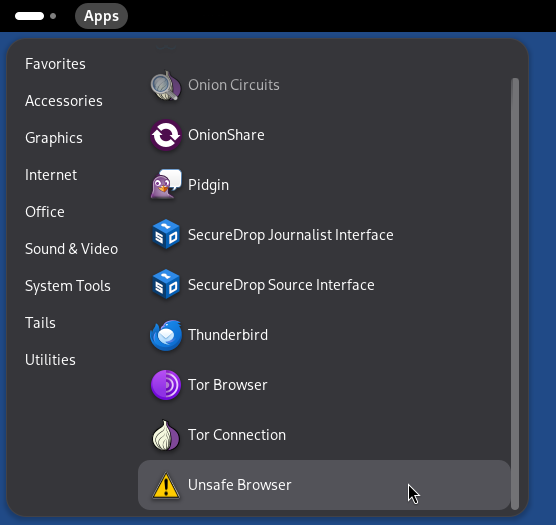 Apps
Favorites
Accessories
Graphics
Internet
Office
Sound & Video
System Tools
Tails
Utilities
Onion Circuits
OnionShare
Pidgin
SecureDrop Journalist Interface
SecureDrop Source Interface
Thunderbird
Tor Browser
Tor Connection
Unsafe Browser